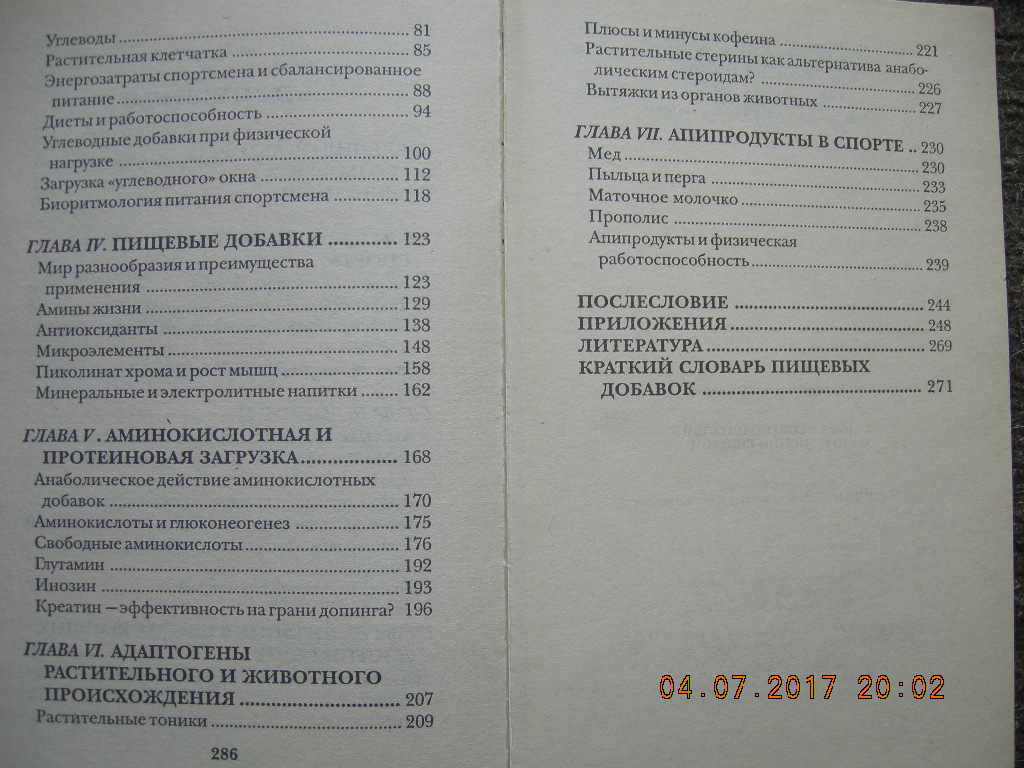 Углеводы ........ 81
Растительная клетчатка ........ 85
Энергозатраты спортсмена и сбалансированное
питание ........ 88
Диеты и работоспособность ........ 94
Углеводные добавки при физической
нагрузке ........ 100
Загрузка «углеводного» окна ........ 112
Биоритмология питания спортсмена ........ 118
ГЛАВА IV. ПИЩЕВЫЕ ДОБАВКИ ........ 123
Мир разнообразия и преимущества
применения ........ 123
Амины жизни ........ 129
Антиоксиданты ........ 138
Микроэлементы ........ 148
Пиколинат хрома и рост мышц ........ 158
Минеральные и электролитные напитки ........ 162
ГЛАВА V. АМИНОКИСЛОТНАЯ И
ПРОТЕИНОВАЯ ЗАГРУЗКА ........ 168
Анаболическое действие аминокислотных
добавок ........ 170
Аминокислоты и глюконеогенез ........ 175
Свободные аминокислоты ........ 176
Глутамин ........ 192
Инозин ........ 193
Креатин – эффективность на грани допинга? 196
ГЛАВА VI. АДАПТОГЕНЫ
РАСТИТЕЛЬНОГО И ЖИВОТНОГО
ПРОИСХОЖДЕНИЯ ........ 207
Растительные тоники ........ 209
286
Плюсы и минусы кофеина ........ 221
Растительные стерины как альтернатива анабо-
лическим стероидам? ........ 226
Вытяжки из органов животных ........ 227
ГЛАВА VII. АПИПРОДУКТЫ В СПОРТЕ .. 230
Мед ........ 230
Пыльца и перга ........ 233
Маточное молочко ........ 235
Прополис ........ 238
Апипродукты и физическая
работоспособность ........ 239
ПОСЛЕСЛОВИЕ ........ 244
ПРИЛОЖЕНИЯ ........ 248
ЛИТЕРАТУРА ........ 269
КРАТКИЙ СЛОВАРЬ ПИЩЕВЫХ
ДОБАВОК ........ 271
04.07.2017 20:02